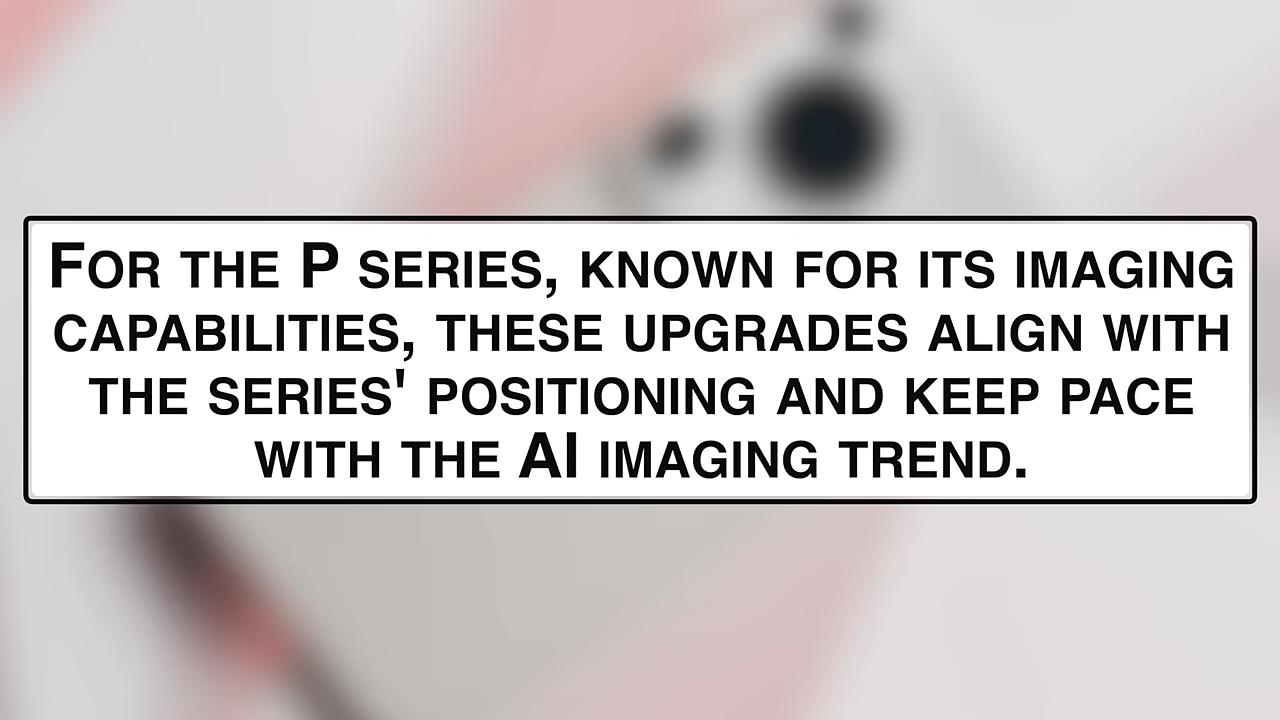 For the P series, known for its imaging
capabilities, these upgrades align with
the series' positioning and keep pace
with the AI imaging trend.